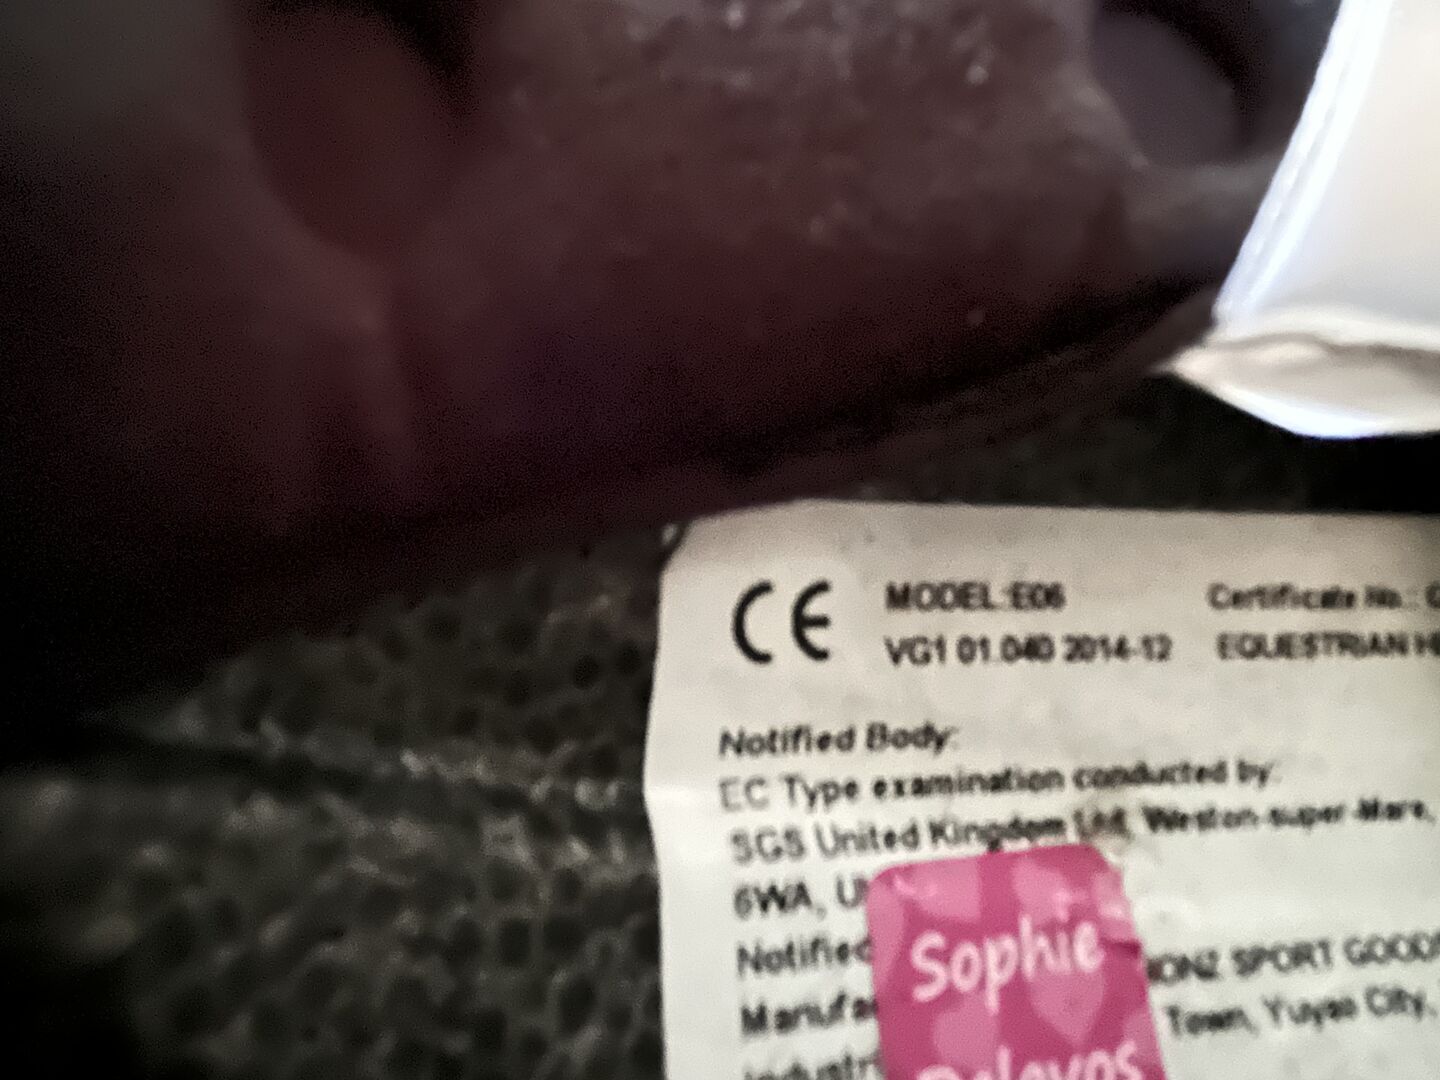 CE MODEL:E06 Certificate No.:
VG1 01.040 2014-12 EQUESTRIAN
Notified Body:
EC Type examination conducted by:
SGS United Kingdom Ltd, Weston-super-Mare,
6WA,
Notified SPORT
Town, Yuyao City,
Sophie